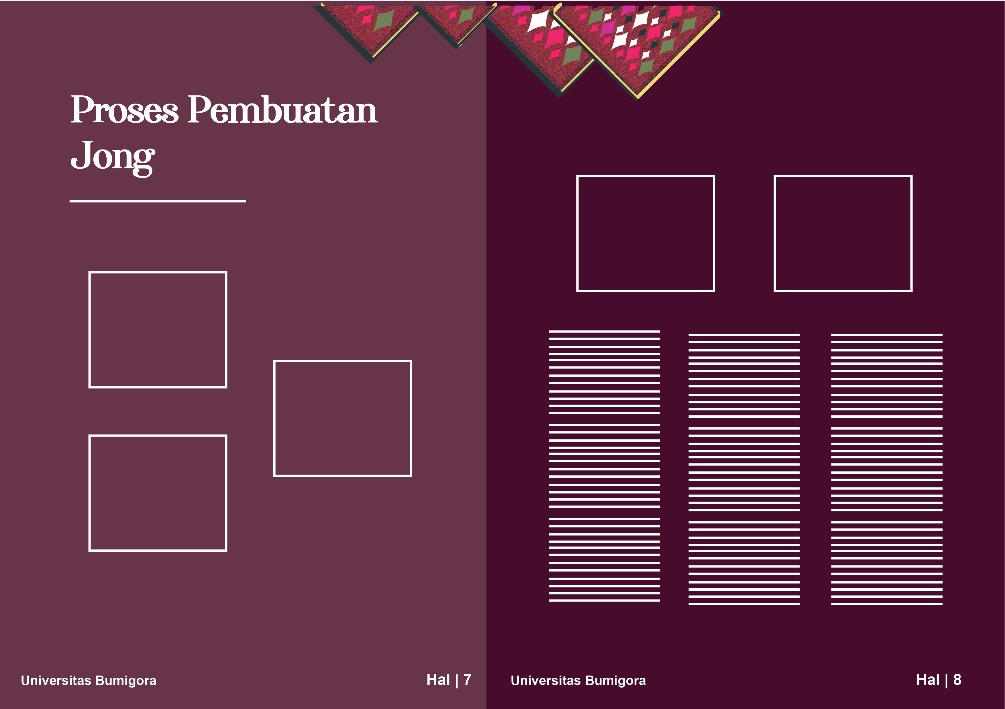 Proses Pembuatan
Jong
Universitas Bumigora
Hal | 7
Universitas Bumigora
Hal | 8